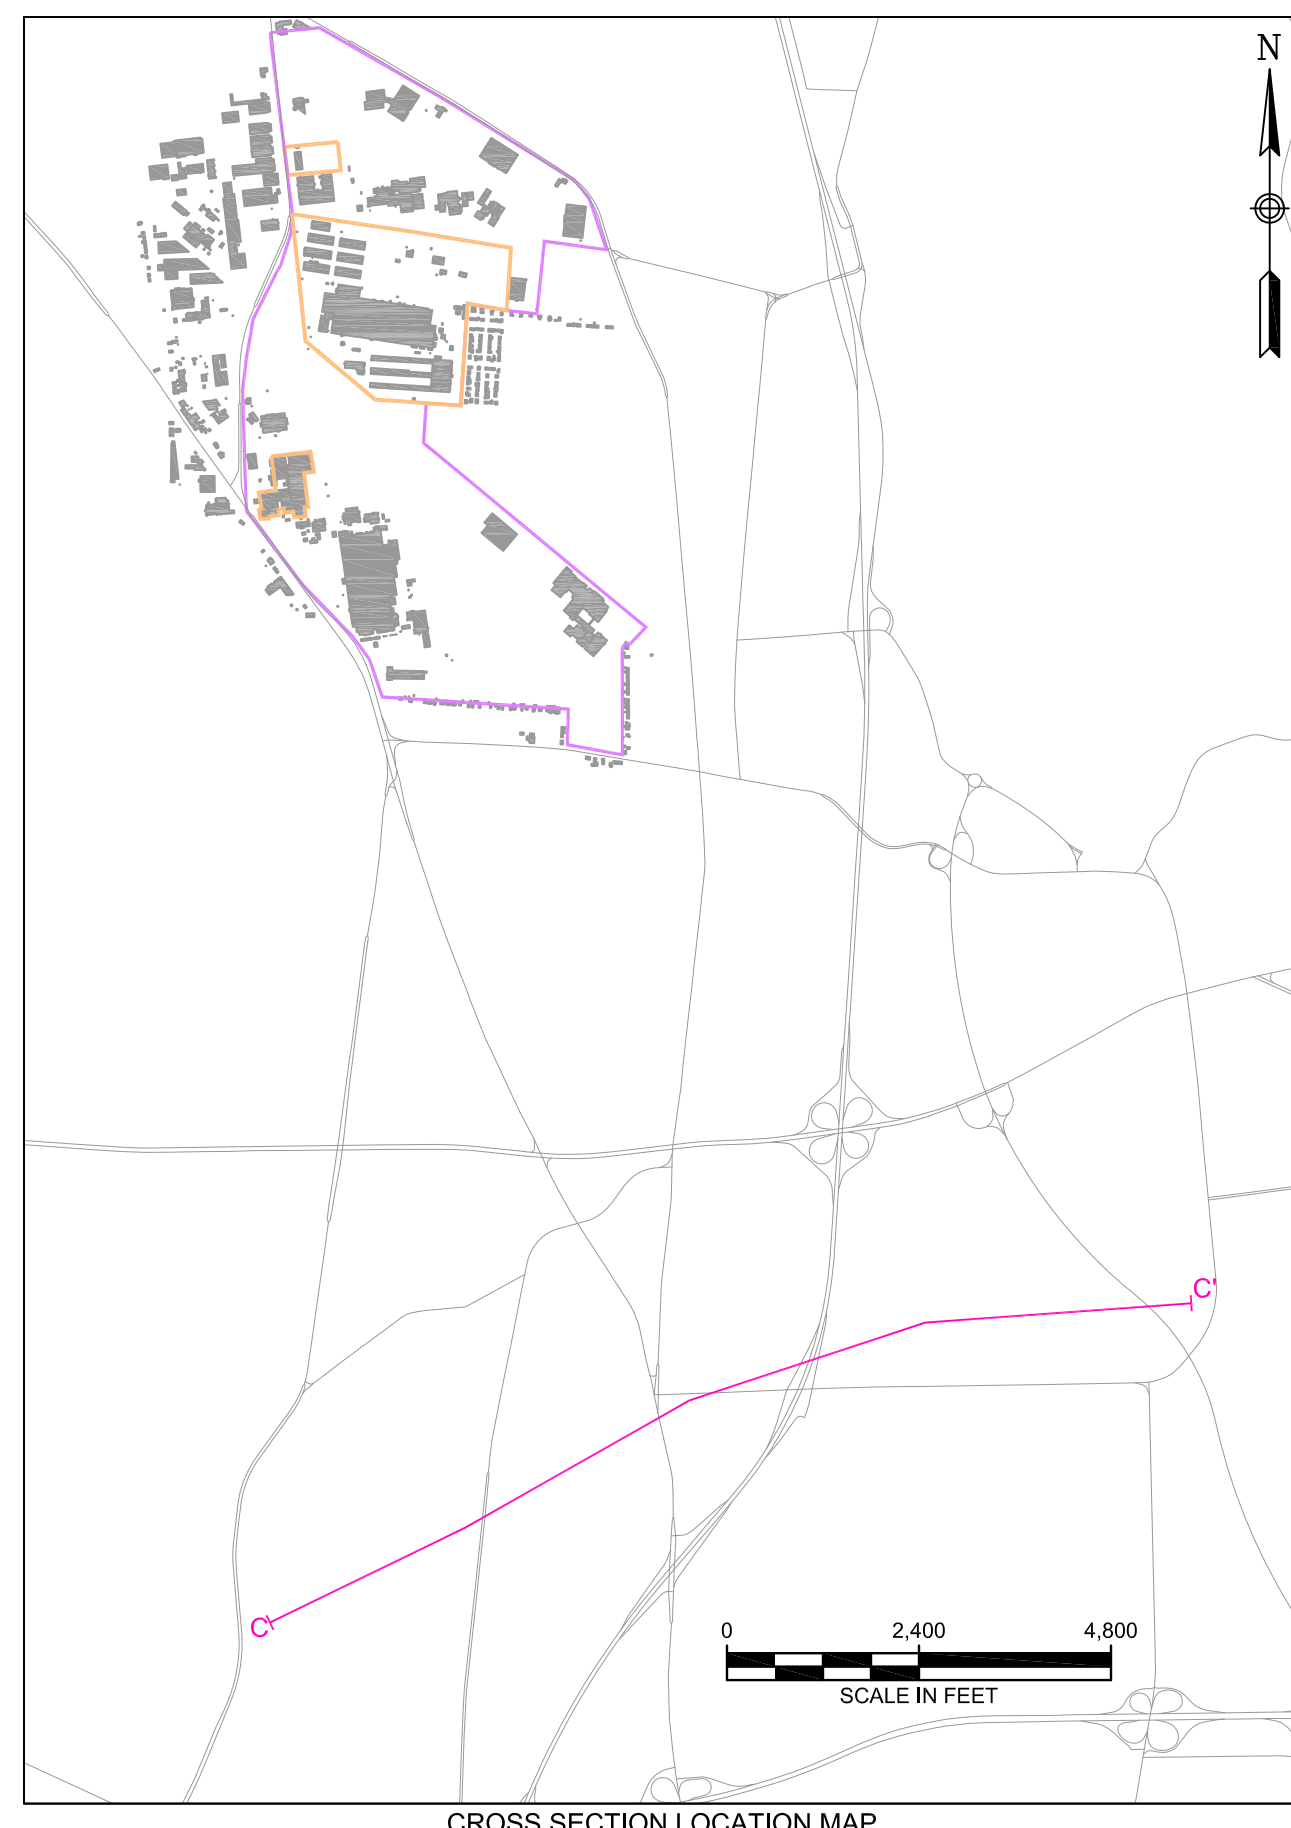 N
C'
C
0 2,400 4,800
SCALE IN FEET
CROSS SECTION LOCATION MAP